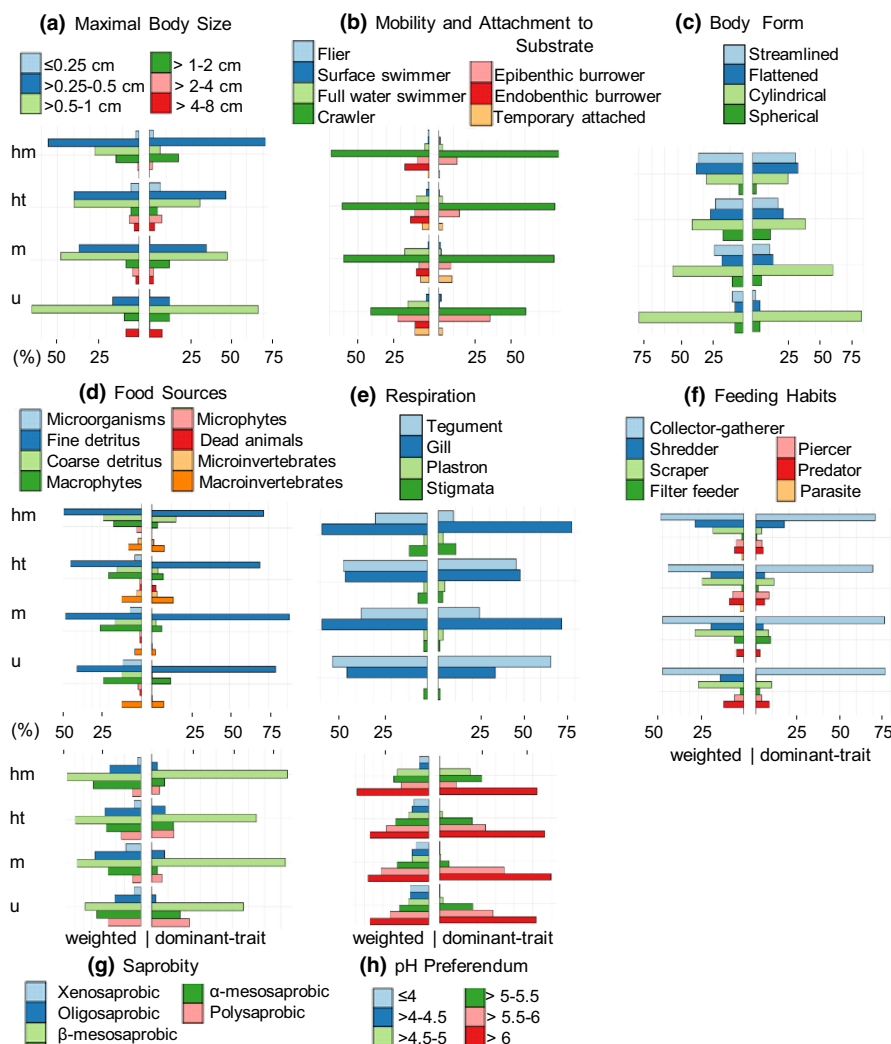 (a) Maximal Body Size
≤0.25 cm
>0.25-0.5 cm
>0.5-1 cm
> 1-2 cm
> 2-4 cm
> 4-8 cm
(b) Mobility and Attachment to
Substrate
Flier
Surface swimmer
Full water swimmer
Crawler
Epibenthic burrower
Endobenthic burrower
Temporary attached
(c) Body Form
Streamlined
Flattened
Cylindrical
Spherical
hm
ht
m
u
(%) 50 25 25 50 75
50 25 25 50
75 50 25 25 50 75
(d) Food Sources
Microorganisms
Fine detritus
Coarse detritus
Macrophytes
Microphytes
Dead animals
Microinvertebrates
Macroinvertebrates
(e) Respiration
Tegument
Gill
Plastron
Stigmata
(f) Feeding Habits
Collector-gatherer
Shredder
Scraper
Filter feeder
Piercer
Predator
Parasite
hm
ht
m
u
(%) 50 25 25 50 75
50 25 25 50 75
50 25 25 50 75
weighted | dominant-trait
hm
ht
m
u
weighted | dominant-trait
weighted | dominant-trait
(g) Saprobity
Xenosaprobic
Oligosaprobic
β-mesosaprobic
α-mesosaprobic
Polysaprobic
(h) pH Preferendum
≤4
>4-4.5
>4.5-5
> 5-5.5
> 5.5-6
> 6